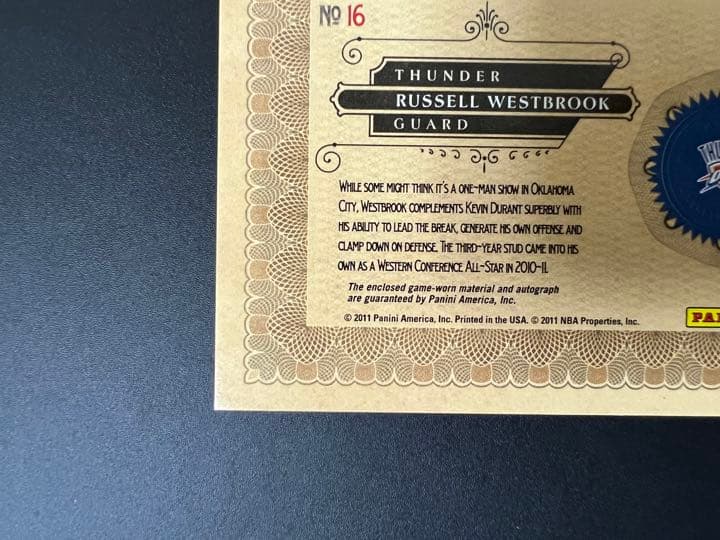 Nº 16
THUNDER
RUSSELL WESTBROOK
GUARD
WHILE SOME MIGHT THINK IT'S A ONE-MAN SHOW IN OKLAHOMA
CITY, WESTBROOK COMPLEMENTS KEVIN DURANT SUPERBLY WITH
HIS ABILITY TO LEAD THE BREAK, GENERATE HIS OWN OFFENSE AND
CLAMP DOWN ON DEFENSE. THE THIRD-YEAR STUD CAME INTO HIS
OWN AS A WESTERN CONFERENCE ALL-STAR IN 2010-11.
The enclosed game-worn material and autograph
are guaranteed by Panini America, Inc.
© 2011 Panini America, Inc. Printed in the USA. © 2011 NBA Properties, Inc.